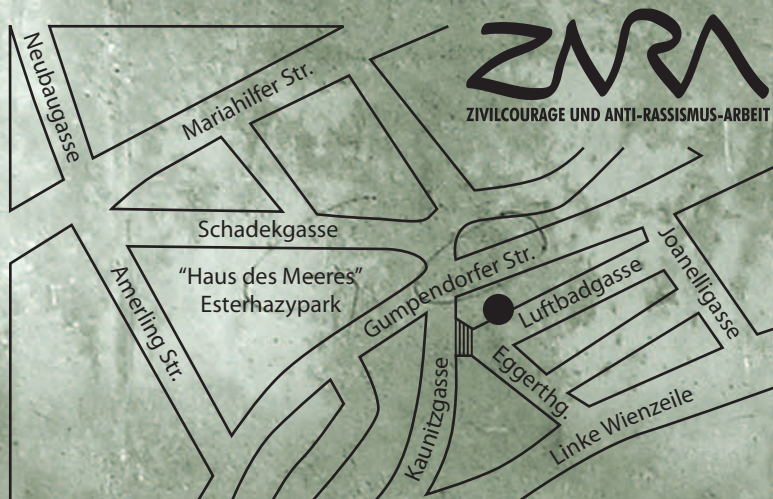 ZARA
ZIVILCOURAGE UND ANTI-RASSISMUS-ARBEIT
Neubaugasse
Mariahilfer Str.
Schadekgasse
"Haus des Meeres"
Esterhazypark
Amerling Str.
Gumpendorfer Str.
Joanelligasse
Luftbadgasse
Eggerthg.
Kaunitzgasse
Linke Wienzeile